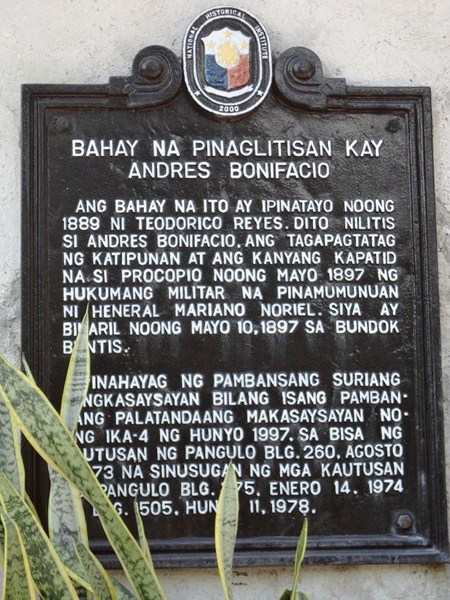 NATIONAL HISTORICAL INSTITUTE
2000
BAHAY NA PINAGLITISAN KAY
ANDRES BONIFACIO
ANG BAHAY NA ITO AY IPINATAYO NOONG
1889 NI TEODORICO REYES. DITO NILITIS
SI ANDRES BONIFACIO, ANG TAGAPAGTATAG
NG KATIPUNAN AT ANG KANYANG KAPATID
NA SI PROCOPIO NOONG MAYO 1897 NG
HUKUMANG MILITAR NA PINAMUMUNUAN
NI HENERAL MARIANO NORIEL. SIYA AY
BINARIL NOONG MAYO 10, 1897 SA BUNDOK
BUNTIS.
INAHAYAG NG PAMBANSANG SURIANG
NGKASAYSAYAN BILANG ISANG PAMBAN-
ANG PALATANDAANG MAKASAYSAYAN NO-
NG IKA-4 NG HUNYO 1997. SA BISA NG
KAUTUSAN NG PANGULO BLG. 260. AGOSTO
73 NA SINUSUGAN NG MGA KAUTUSAN
PANGULO BLG. 375. ENERO 14. 1974
BLG. 1505. HUNYO 11, 1978.